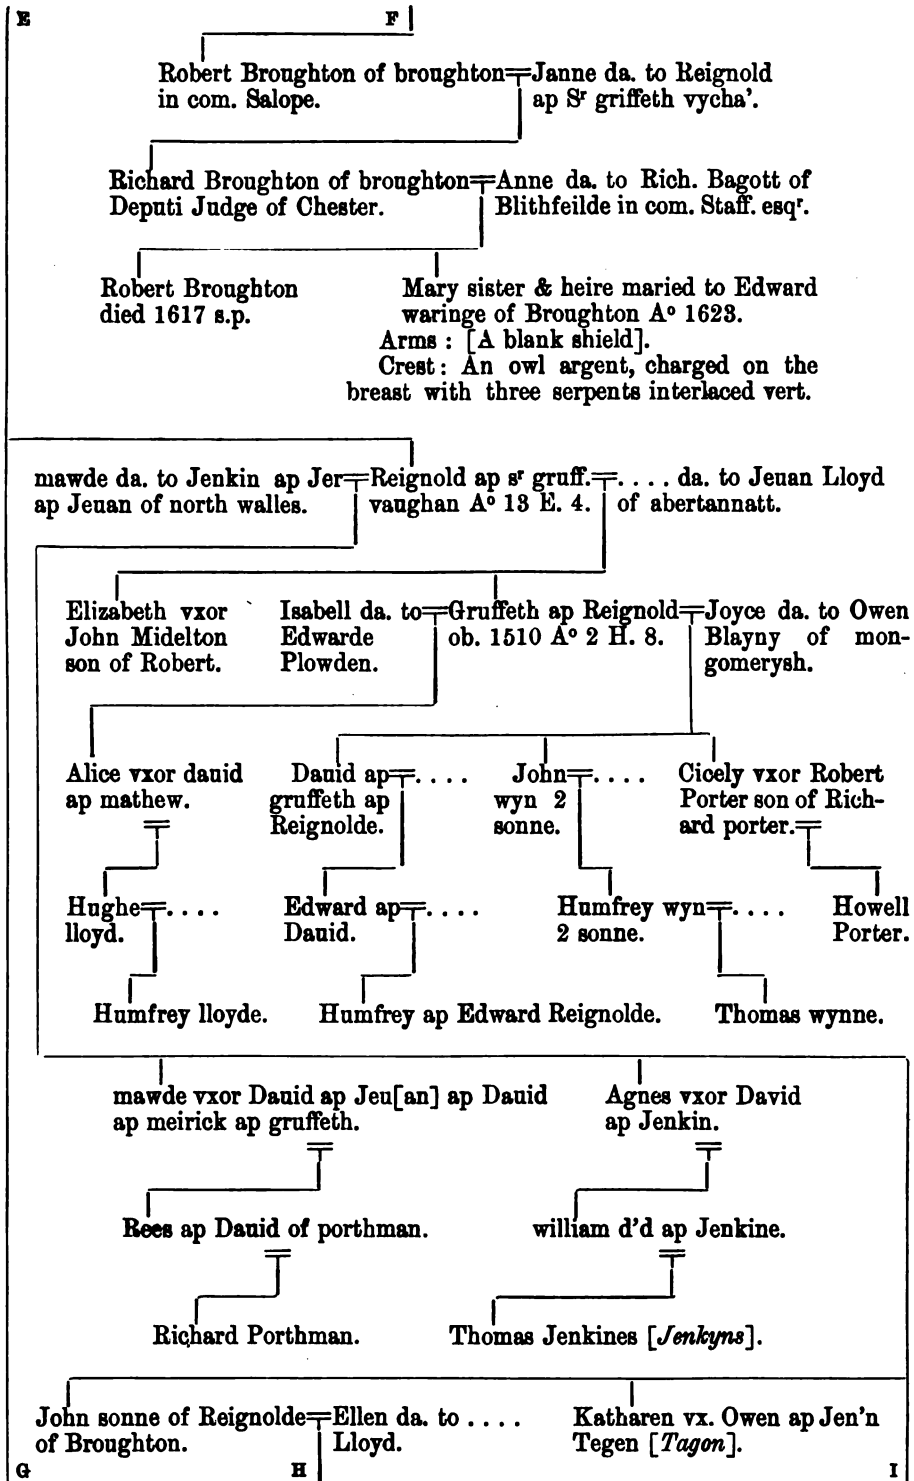 E F
Robert Broughton of broughton=Janne da. to Reignold
in com. Salope. ap Sʳ griffeth vycha'.
Richard Broughton of broughton=Anne da. to Rich. Bagott of
Deputi Judge of Chester. Blithfeilde in com. Staff. esqʳ.
Robert Broughton
died 1617 s.p.
Mary sister & heire maried to Edward
waringe of Broughton Aº 1623.
Arms : [A blank shield].
Crest : An owl argent, charged on the
breast with three serpents interlaced vert.
mawde da. to Jenkin ap Jer=Reignold ap sʳ gruff.=.... da. to Jeuan Lloyd
ap Jeuan of north walles. vaughan Aº 13 E. 4. of abertannatt.
Elizabeth vxor
John Midelton
son of Robert.
Isabell da. to=Gruffeth ap Reignold=Joyce da. to Owen
Edwarde ob. 1510 Aº 2 H. 8. Blayny of mon-
Plowden. gomerysh.
Alice vxor dauid
ap mathew.
Dauid ap=....
gruffeth ap
Reignolde.
John=....
wyn 2
sonne.
Cicely vxor Robert
Porter son of Rich-
ard porter.=
Hughe=....
lloyd.
Edward ap=....
Dauid.
Humfrey wyn=....
2 sonne.
Howell
Porter.
Humfrey lloyde. Humfrey ap Edward Reignolde. Thomas wynne.
mawde vxor Dauid ap Jeu[an] ap Dauid
ap meirick ap gruffeth.
Agnes vxor David
ap Jenkin.
Rees ap Dauid of porthman. william d'd ap Jenkine.
Richard Porthman. Thomas Jenkines [Jenkyns].
John sonne of Reignolde=Ellen da. to ....
of Broughton. Lloyd.
Katharen vx. Owen ap Jen'n
Tegen [Tagon].
G H I